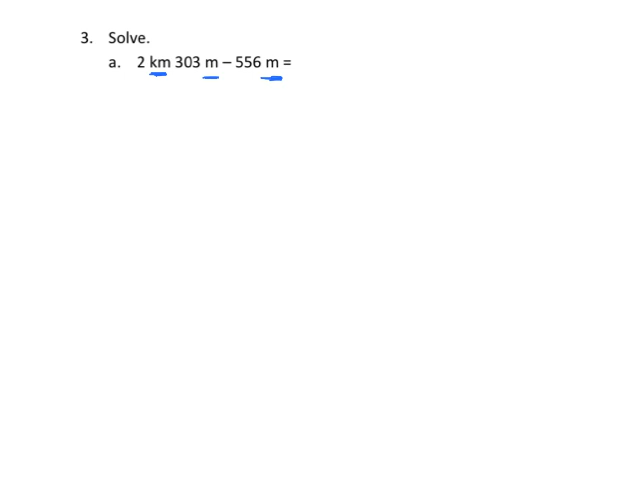 3. Solve.
a. 2 km 303 m – 556 m =